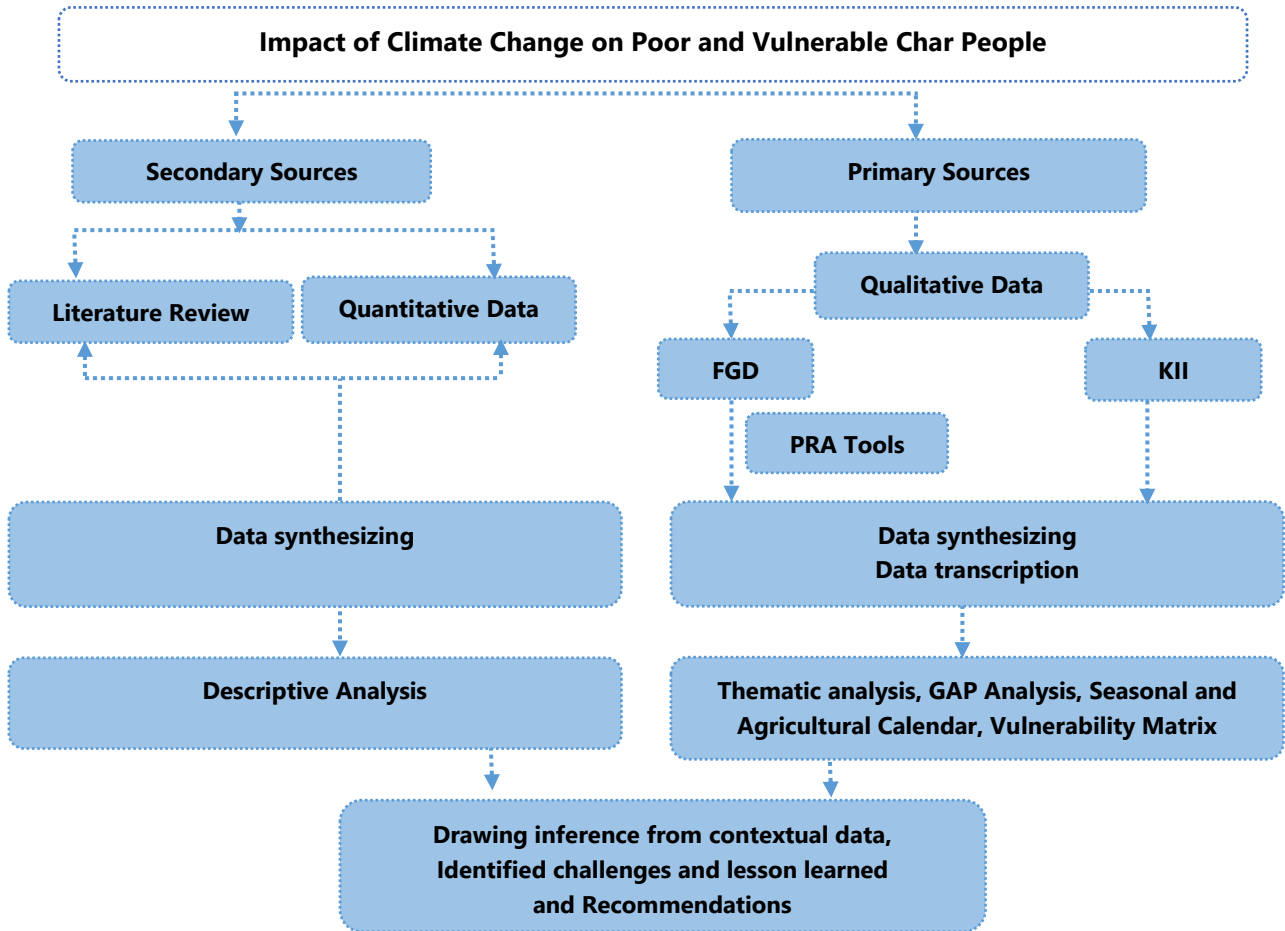 Impact of Climate Change on Poor and Vulnerable Char People
Secondary Sources
Primary Sources
Literature Review
Quantitative Data
Qualitative Data
FGD
KII
PRA Tools
Data synthesizing
Data synthesizing
Data transcription
Descriptive Analysis
Thematic analysis, GAP Analysis, Seasonal and
Agricultural Calendar, Vulnerability Matrix
Drawing inference from contextual data,
Identified challenges and lesson learned
and Recommendations